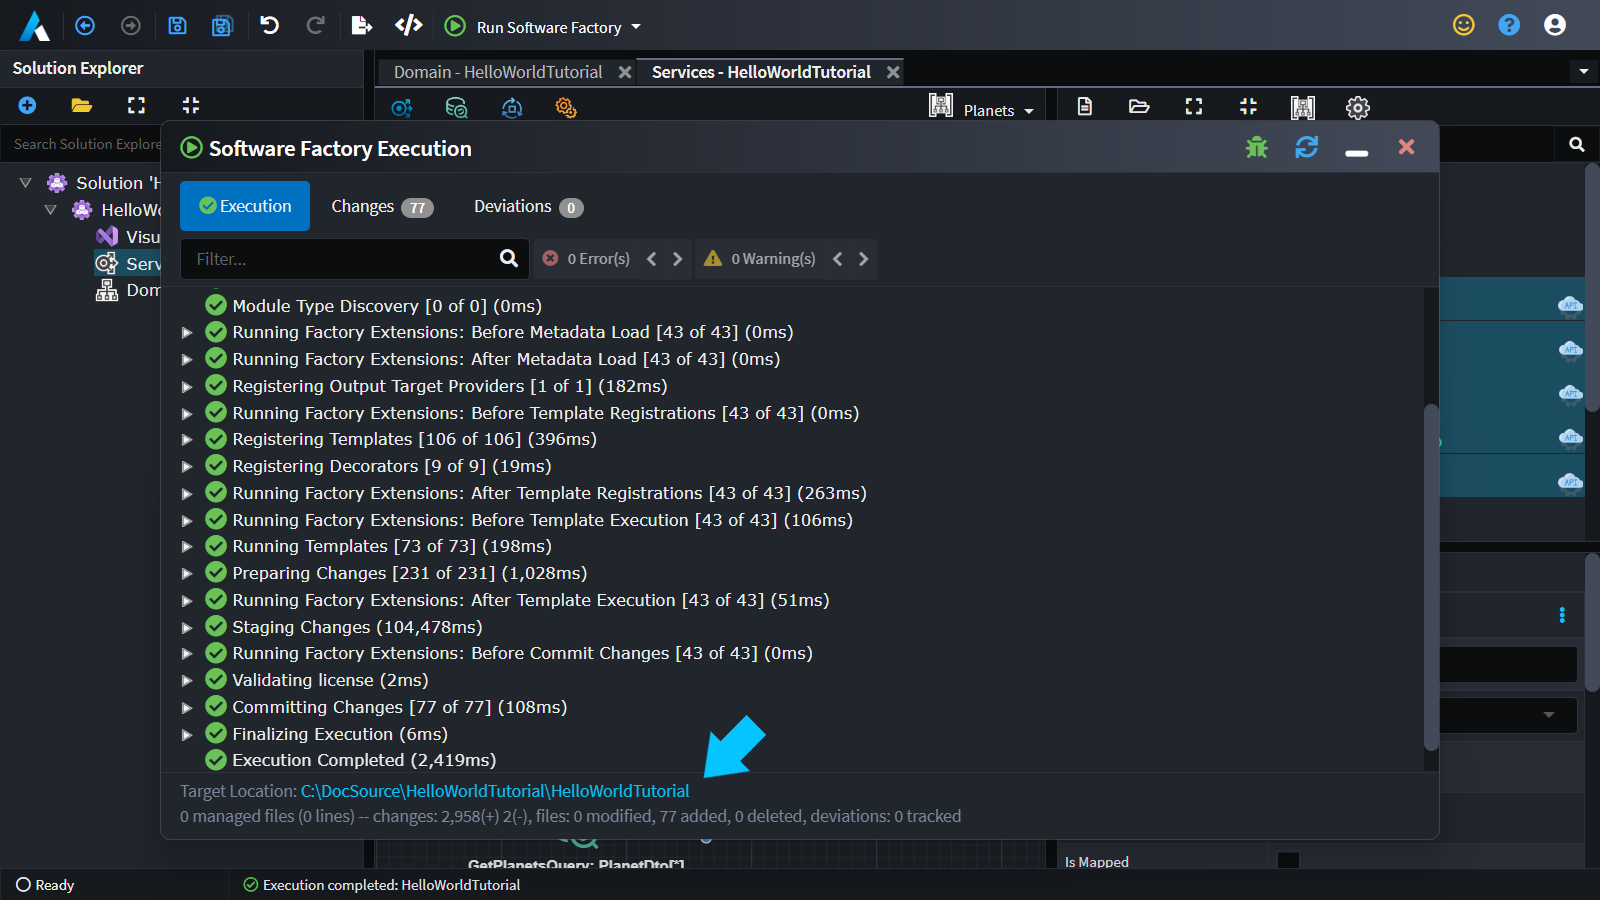 Run Software Factory
Solution Explorer
Domain - HelloWorldTutorial
Services - HelloWorldTutorial
Planets
Search Solution Explore
Software Factory Execution
Solution 'H
HelloWo
Visu
Serv
Dom
Execution
Changes 77
Deviations 0
Filter...
0 Error(s)
0 Warning(s)
Module Type Discovery [0 of 0] (0ms)
Running Factory Extensions: Before Metadata Load [43 of 43] (0ms)
Running Factory Extensions: After Metadata Load [43 of 43] (0ms)
Registering Output Target Providers [1 of 1] (182ms)
Running Factory Extensions: Before Template Registrations [43 of 43] (0ms)
Registering Templates [106 of 106] (396ms)
Registering Decorators [9 of 9] (19ms)
Running Factory Extensions: After Template Registrations [43 of 43] (263ms)
Running Factory Extensions: Before Template Execution [43 of 43] (106ms)
Running Templates [73 of 73] (198ms)
Preparing Changes [231 of 231] (1,028ms)
Running Factory Extensions: After Template Execution [43 of 43] (51ms)
Staging Changes (104,478ms)
Running Factory Extensions: Before Commit Changes [43 of 43] (0ms)
Validating license (2ms)
Committing Changes [77 of 77] (108ms)
Finalizing Execution (6ms)
Execution Completed (2,419ms)
Target Location: C:\DocSource\HelloWorldTutorial\HelloWorldTutorial
0 managed files (0 lines) -- changes: 2,958(+) 2(-), files: 0 modified, 77 added, 0 deleted, deviations: 0 tracked
API
API
API
API
API
GetPlanetsQuery: PlanetDto[*]
Is Mapped
Ready
Execution completed: HelloWorldTutorial